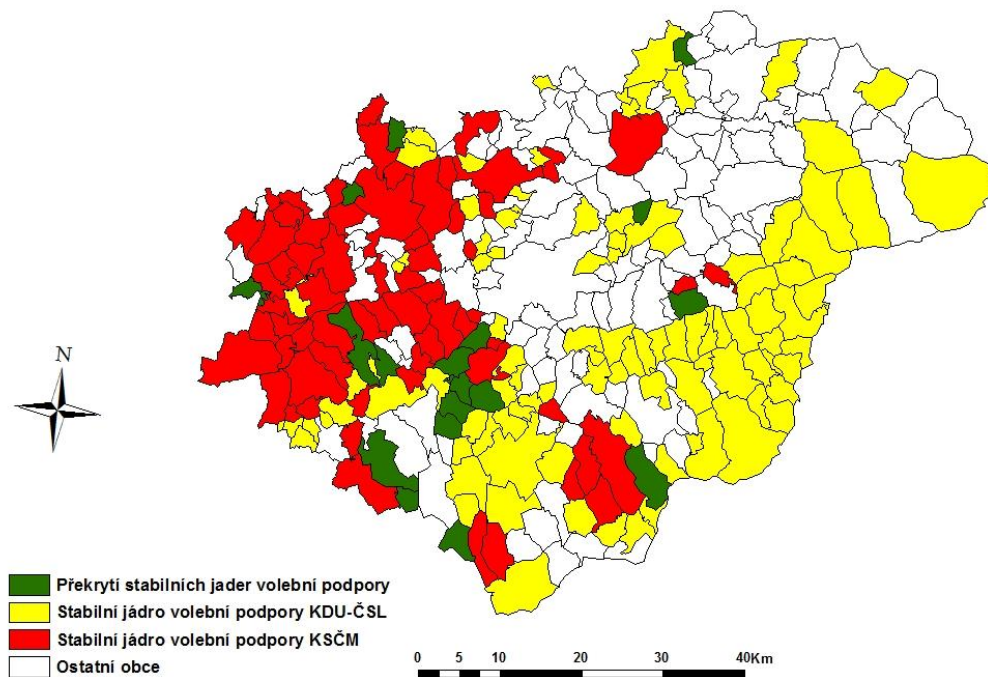 N
Překrytí stabilních jader volební podpory
Stabilní jádro volební podpory KDU-ČSL
Stabilní jádro volební podpory KSČM
Ostatní obce
0 5 10 20 30 40Km